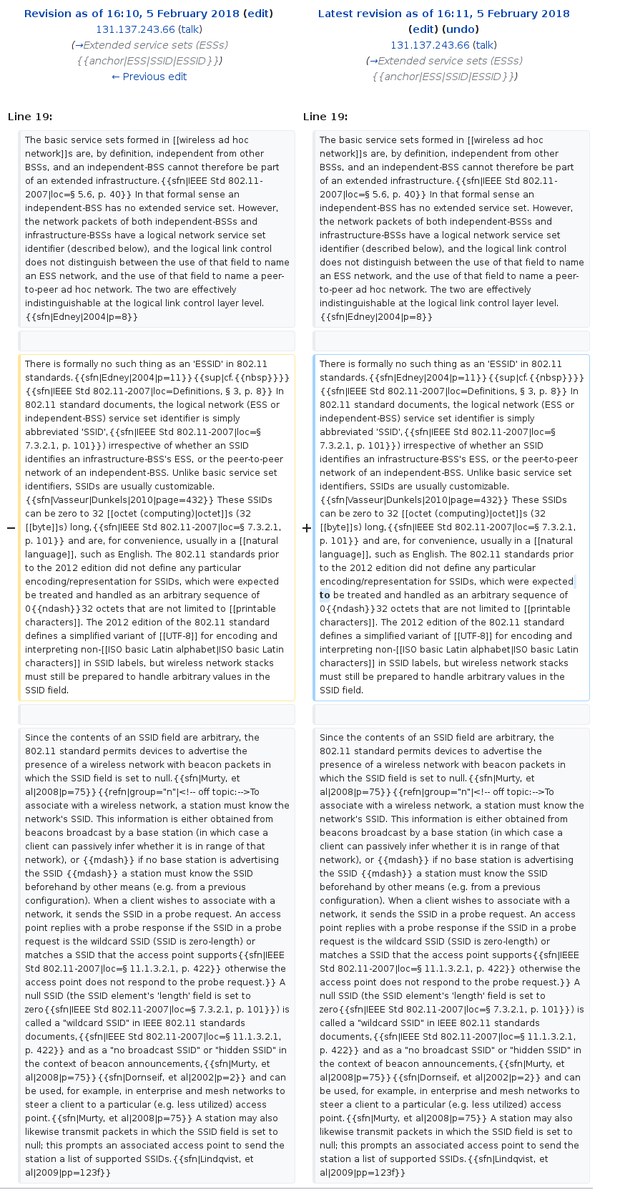 Revision as of 16:10, 5 February 2018 (edit)
131.137.243.66 (talk)
(→Extended service sets (ESSs)
{{anchor|ESS|SSID|ESSID}})
← Previous edit
Latest revision as of 16:11, 5 February 2018
(edit) (undo)
131.137.243.66 (talk)
(→Extended service sets (ESSs)
{{anchor|ESS|SSID|ESSID}})
Line 19:
The basic service sets formed in [[wireless ad hoc
network]]s are, by definition, independent from other
BSSs, and an independent-BSS cannot therefore be part
of an extended infrastructure.{{sfn|IEEE Std 802.11-
2007|loc=§ 5.6, p. 40}} In that formal sense an
independent-BSS has no extended service set. However,
the network packets of both independent-BSSs and
infrastructure-BSSs have a logical network service set
identifier (described below), and the logical link control
does not distinguish between the use of that field to name
an ESS network, and the use of that field to name a peer-
to-peer ad hoc network. The two are effectively
indistinguishable at the logical link control layer level.
{{sfn|Edney|2004|p=8}}
−
There is formally no such thing as an 'ESSID' in 802.11
standards.{{sfn|Edney|2004|p=11}}{{sup|cf.{{nbsp}}}}
{{sfn|IEEE Std 802.11-2007|loc=Definitions, § 3, p. 8}} In
802.11 standard documents, the logical network (ESS or
independent-BSS) service set identifier is simply
abbreviated 'SSID',{{sfn|IEEE Std 802.11-2007|loc=§
7.3.2.1, p. 101}}) irrespective of whether an SSID
identifies an infrastructure-BSS's ESS, or the peer-to-peer
network of an independent-BSS. Unlike basic service set
identifiers, SSIDs are usually customizable.
{{sfn|Vasseur|Dunkels|2010|page=432}} These SSIDs
can be zero to 32 [[octet (computing)|octet]]s (32
[[byte]]s) long,{{sfn|IEEE Std 802.11-2007|loc=§ 7.3.2.1,
p. 101}} and are, for convenience, usually in a [[natural
language]], such as English. The 802.11 standards prior
to the 2012 edition did not define any particular
encoding/representation for SSIDs, which were expected
be treated and handled as an arbitrary sequence of
0{{ndash}}32 octets that are not limited to [[printable
characters]]. The 2012 edition of the 802.11 standard
defines a simplified variant of [[UTF-8]] for encoding and
interpreting non-[[ISO basic Latin alphabet|ISO basic Latin
characters]] in SSID labels, but wireless network stacks
must still be prepared to handle arbitrary values in the
SSID field.
Since the contents of an SSID field are arbitrary, the
802.11 standard permits devices to advertise the
presence of a wireless network with beacon packets in
which the SSID field is set to null.{{sfn|Murty, et
al|2008|p=75}}{{refn|group="n"|<!-- off topic:-->To
associate with a wireless network, a station must know the
network's SSID. This information is either obtained from
beacons broadcast by a base station (in which case a
client can passively infer whether it is in range of that
network), or {{mdash}} if no base station is advertising
the SSID {{mdash}} a station must know the SSID
beforehand by other means (e.g. from a previous
configuration). When a client wishes to associate with a
network, it sends the SSID in a probe request. An access
point replies with a probe response if the SSID in a probe
request is the wildcard SSID (SSID is zero-length) or
matches a SSID that the access point supports{{sfn|IEEE
Std 802.11-2007|loc=§ 11.1.3.2.1, p. 422}} otherwise the
access point does not respond to the probe request.}} A
null SSID (the SSID element's 'length' field is set to
zero{{sfn|IEEE Std 802.11-2007|loc=§ 7.3.2.1, p. 101}}) is
called a "wildcard SSID" in IEEE 802.11 standards
documents,{{sfn|IEEE Std 802.11-2007|loc=§ 11.1.3.2.1,
p. 422}} and as a "no broadcast SSID" or "hidden SSID" in
the context of beacon announcements,{{sfn|Murty, et
al|2008|p=75}}{{sfn|Dornseif, et al|2002|p=2}} and can
be used, for example, in enterprise and mesh networks to
steer a client to a particular (e.g. less utilized) access
point.{{sfn|Murty, et al|2008|p=75}} A station may also
likewise transmit packets in which the SSID field is set to
null; this prompts an associated access point to send the
station a list of supported SSIDs.{{sfn|Lindqvist, et
al|2009|pp=123f}}
Line 19:
The basic service sets formed in [[wireless ad hoc
network]]s are, by definition, independent from other
BSSs, and an independent-BSS cannot therefore be part
of an extended infrastructure.{{sfn|IEEE Std 802.11-
2007|loc=§ 5.6, p. 40}} In that formal sense an
independent-BSS has no extended service set. However,
the network packets of both independent-BSSs and
infrastructure-BSSs have a logical network service set
identifier (described below), and the logical link control
does not distinguish between the use of that field to name
an ESS network, and the use of that field to name a peer-
to-peer ad hoc network. The two are effectively
indistinguishable at the logical link control layer level.
{{sfn|Edney|2004|p=8}}
+
There is formally no such thing as an 'ESSID' in 802.11
standards.{{sfn|Edney|2004|p=11}}{{sup|cf.{{nbsp}}}}
{{sfn|IEEE Std 802.11-2007|loc=Definitions, § 3, p. 8}} In
802.11 standard documents, the logical network (ESS or
independent-BSS) service set identifier is simply
abbreviated 'SSID',{{sfn|IEEE Std 802.11-2007|loc=§
7.3.2.1, p. 101}}) irrespective of whether an SSID
identifies an infrastructure-BSS's ESS, or the peer-to-peer
network of an independent-BSS. Unlike basic service set
identifiers, SSIDs are usually customizable.
{{sfn|Vasseur|Dunkels|2010|page=432}} These SSIDs
can be zero to 32 [[octet (computing)|octet]]s (32
[[byte]]s) long,{{sfn|IEEE Std 802.11-2007|loc=§ 7.3.2.1,
p. 101}} and are, for convenience, usually in a [[natural
language]], such as English. The 802.11 standards prior
to the 2012 edition did not define any particular
encoding/representation for SSIDs, which were expected
to be treated and handled as an arbitrary sequence of
0{{ndash}}32 octets that are not limited to [[printable
characters]]. The 2012 edition of the 802.11 standard
defines a simplified variant of [[UTF-8]] for encoding and
interpreting non-[[ISO basic Latin alphabet|ISO basic Latin
characters]] in SSID labels, but wireless network stacks
must still be prepared to handle arbitrary values in the
SSID field.
Since the contents of an SSID field are arbitrary, the
802.11 standard permits devices to advertise the
presence of a wireless network with beacon packets in
which the SSID field is set to null.{{sfn|Murty, et
al|2008|p=75}}{{refn|group="n"|<!-- off topic:-->To
associate with a wireless network, a station must know the
network's SSID. This information is either obtained from
beacons broadcast by a base station (in which case a
client can passively infer whether it is in range of that
network), or {{mdash}} if no base station is advertising
the SSID {{mdash}} a station must know the SSID
beforehand by other means (e.g. from a previous
configuration). When a client wishes to associate with a
network, it sends the SSID in a probe request. An access
point replies with a probe response if the SSID in a probe
request is the wildcard SSID (SSID is zero-length) or
matches a SSID that the access point supports{{sfn|IEEE
Std 802.11-2007|loc=§ 11.1.3.2.1, p. 422}} otherwise the
access point does not respond to the probe request.}} A
null SSID (the SSID element's 'length' field is set to
zero{{sfn|IEEE Std 802.11-2007|loc=§ 7.3.2.1, p. 101}}) is
called a "wildcard SSID" in IEEE 802.11 standards
documents,{{sfn|IEEE Std 802.11-2007|loc=§ 11.1.3.2.1,
p. 422}} and as a "no broadcast SSID" or "hidden SSID" in
the context of beacon announcements,{{sfn|Murty, et
al|2008|p=75}}{{sfn|Dornseif, et al|2002|p=2}} and can
be used, for example, in enterprise and mesh networks to
steer a client to a particular (e.g. less utilized) access
point.{{sfn|Murty, et al|2008|p=75}} A station may also
likewise transmit packets in which the SSID field is set to
null; this prompts an associated access point to send the
station a list of supported SSIDs.{{sfn|Lindqvist, et
al|2009|pp=123f}}